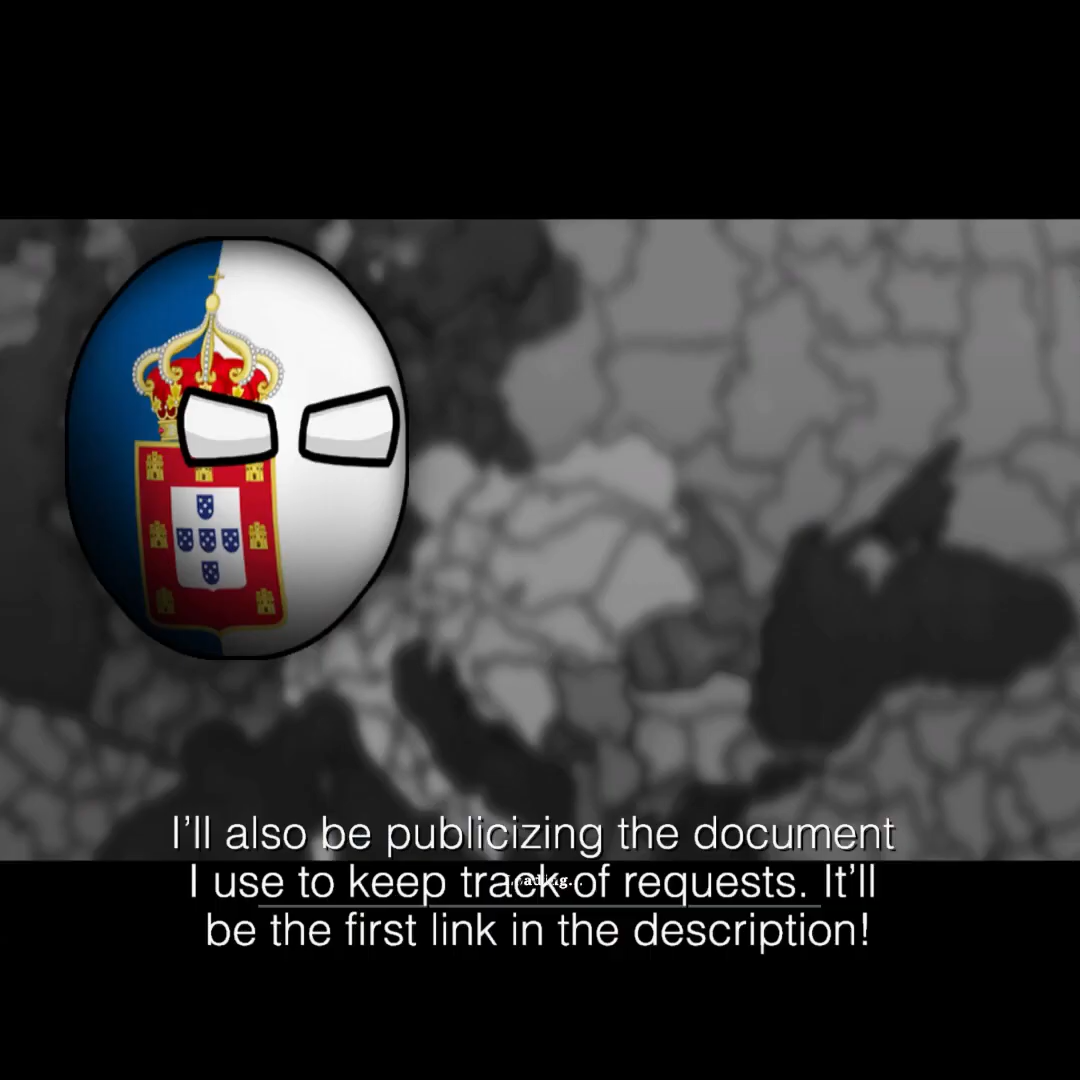 I'll also be publicizing the document
I use to keep track of requests. It'll
Loading...
be the first link in the description!